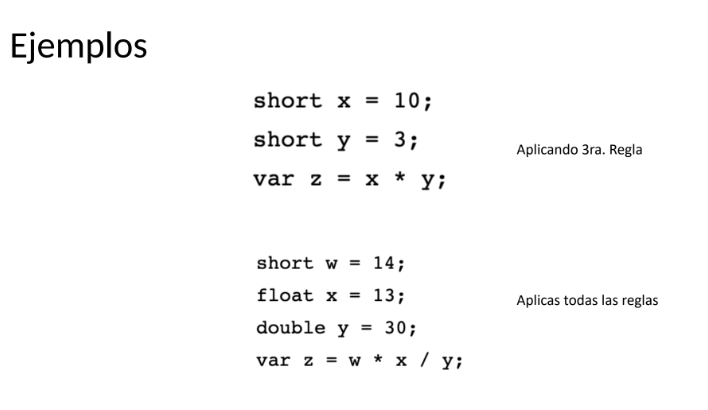 Ejemplos
short x = 10;
short y = 3;
var z = x * y;
Aplicando 3ra. Regla
short w = 14;
float x = 13;
double y = 30;
var z = w * x / y;
Aplicas todas las reglas